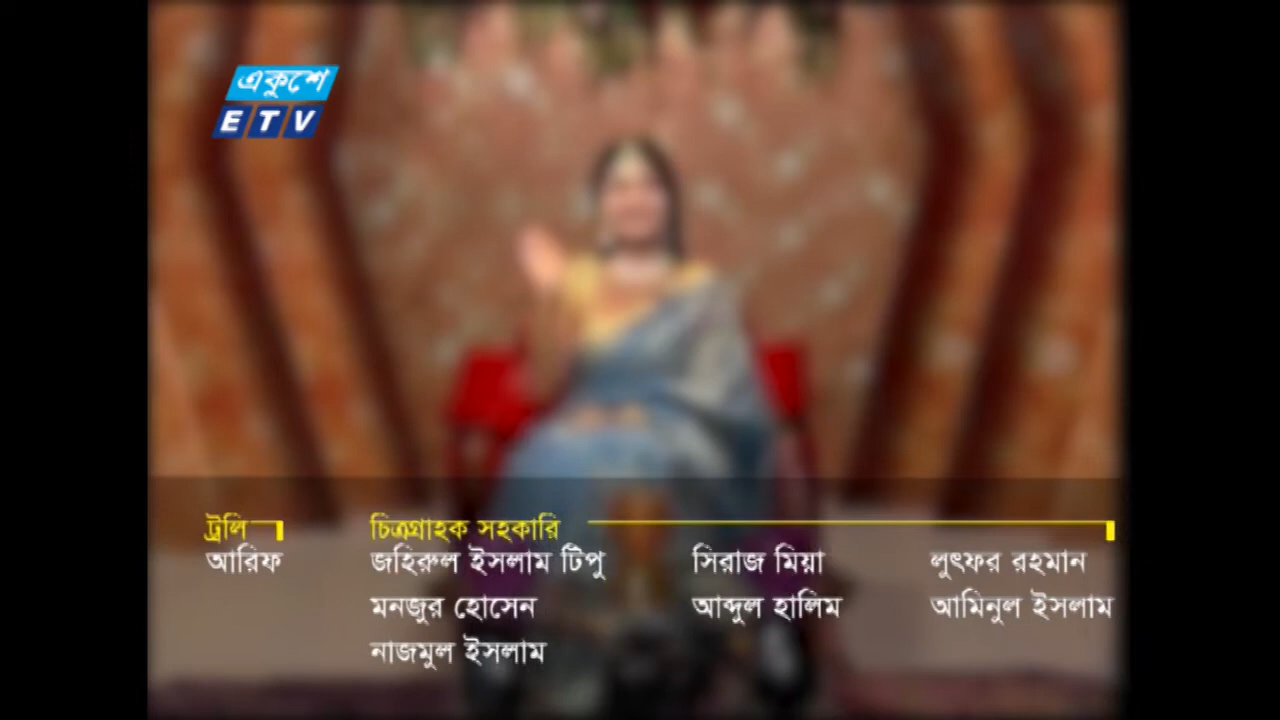 একুশে
ETV
ট্রলি
আরিফ
চিত্রগ্রাহক সহকারি
জহিরুল ইসলাম টিপু সিরাজ মিয়া লুৎফর রহমান
মনজুর হোসেন আব্দুল হালিম আমিনুল ইসলাম
নাজমুল ইসলাম